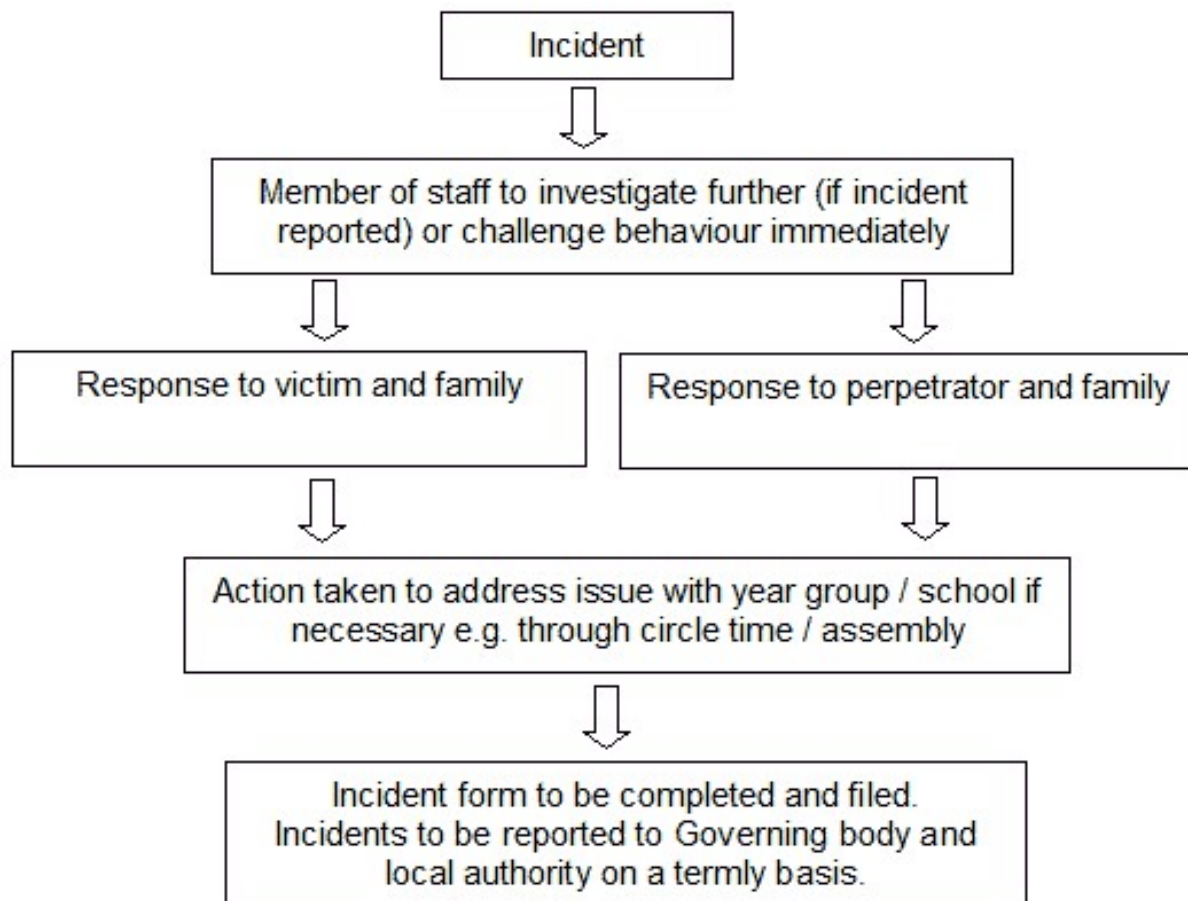 Incident
Member of staff to investigate further (if incident
reported) or challenge behaviour immediately
Response to victim and family
Response to perpetrator and family
Action taken to address issue with year group / school if
necessary e.g. through circle time / assembly
Incident form to be completed and filed.
Incidents to be reported to Governing body and
local authority on a termly basis.